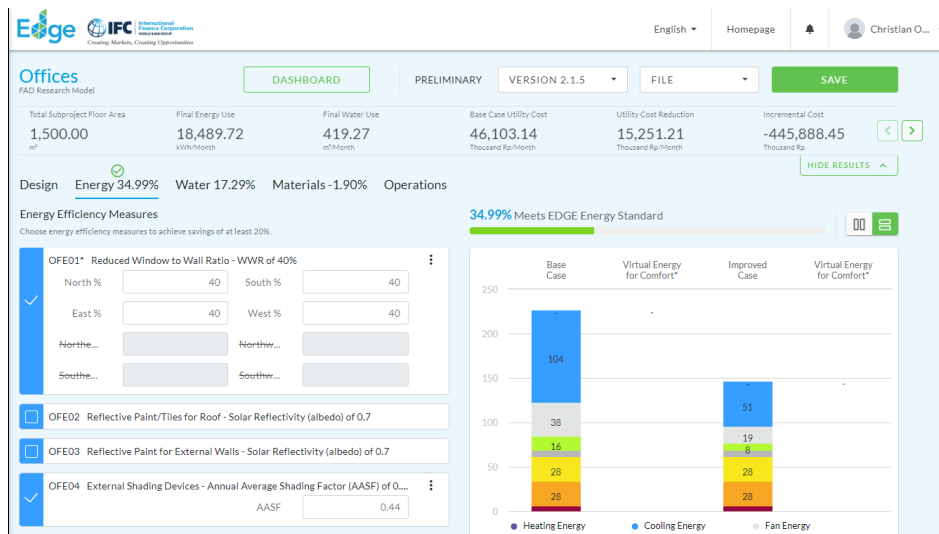 Edge
IFC International Finance Corporation WORLD BANK GROUP
Creating Markets, Creating Opportunities
English
Homepage
Christian O...
Offices
FAD Research Model
DASHBOARD
PRELIMINARY
VERSION 2.1.5
FILE
SAVE
Total Subproject Floor Area
Final Energy Use
Final Water Use
Base Case Utility Cost
Utility Cost Reduction
Incremental Cost
1,500.00
18,489.72
419.27
46,103.14
15,251.21
-445,888.45
m²
kWh/Month
m³/Month
Thousand Rp/Month
Thousand Rp/Month
Thousand Rp
HIDE RESULTS
Design
Energy 34.99%
Water 17.29%
Materials -1.90%
Operations
Energy Efficiency Measures
Choose energy efficiency measures to achieve savings of at least 20%.
OFE01* Reduced Window to Wall Ratio - WWR of 40%
North % 40 South % 40
East % 40 West % 40
Northe... Northw...
Southe... Southw...
OFE02 Reflective Paint/Tiles for Roof - Solar Reflectivity (albedo) of 0.7
OFE03 Reflective Paint for External Walls - Solar Reflectivity (albedo) of 0.7
OFE04 External Shading Devices - Annual Average Shading Factor (AASF) of 0....
AASF 0.44
34.99% Meets EDGE Energy Standard
Base Case
Virtual Energy for Comfort*
Improved Case
Virtual Energy for Comfort*
250
200
150
100
50
0
-
104
38
16
28
28
-
-
51
19
8
28
28
-
Heating Energy
Cooling Energy
Fan Energy